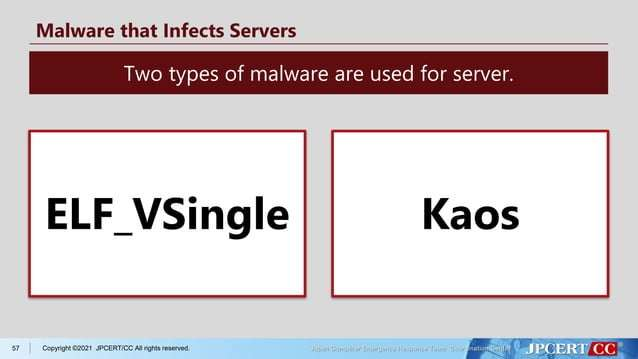 Malware that Infects Servers
Two types of malware are used for server.
ELF_VSingle
Kaos
57
Copyright ©2021 JPCERT/CC All rights reserved.
Japan Computer Emergency Response Team Coordination Center
JPCERT CC